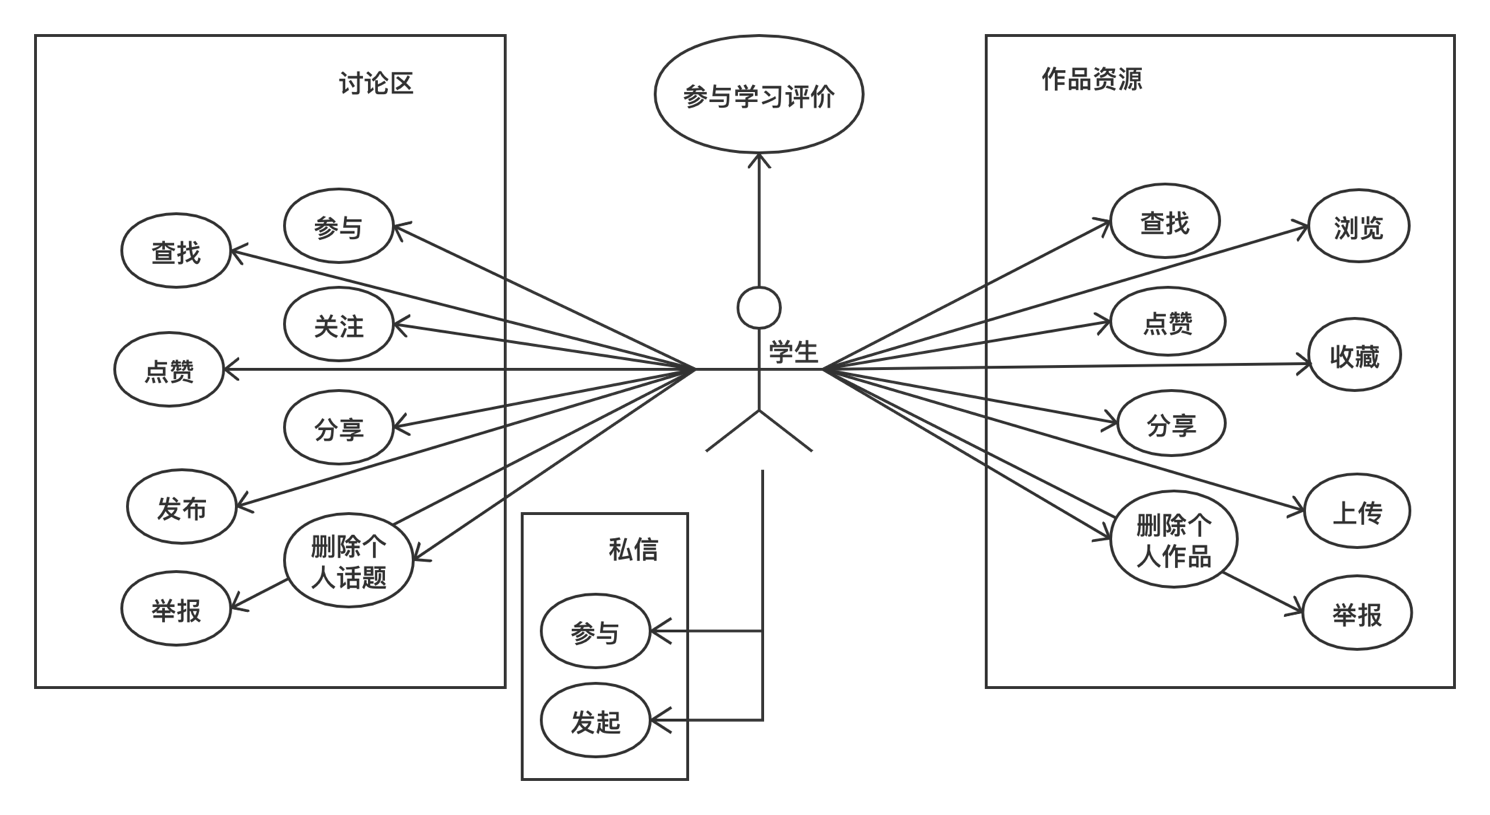 讨论区
参与
查找
关注
点赞
分享
发布
删除个
人话题
举报
参与学习评价
学生
私信
参与
发起
作品资源
查找
浏览
点赞
收藏
分享
上传
删除个
人作品
举报